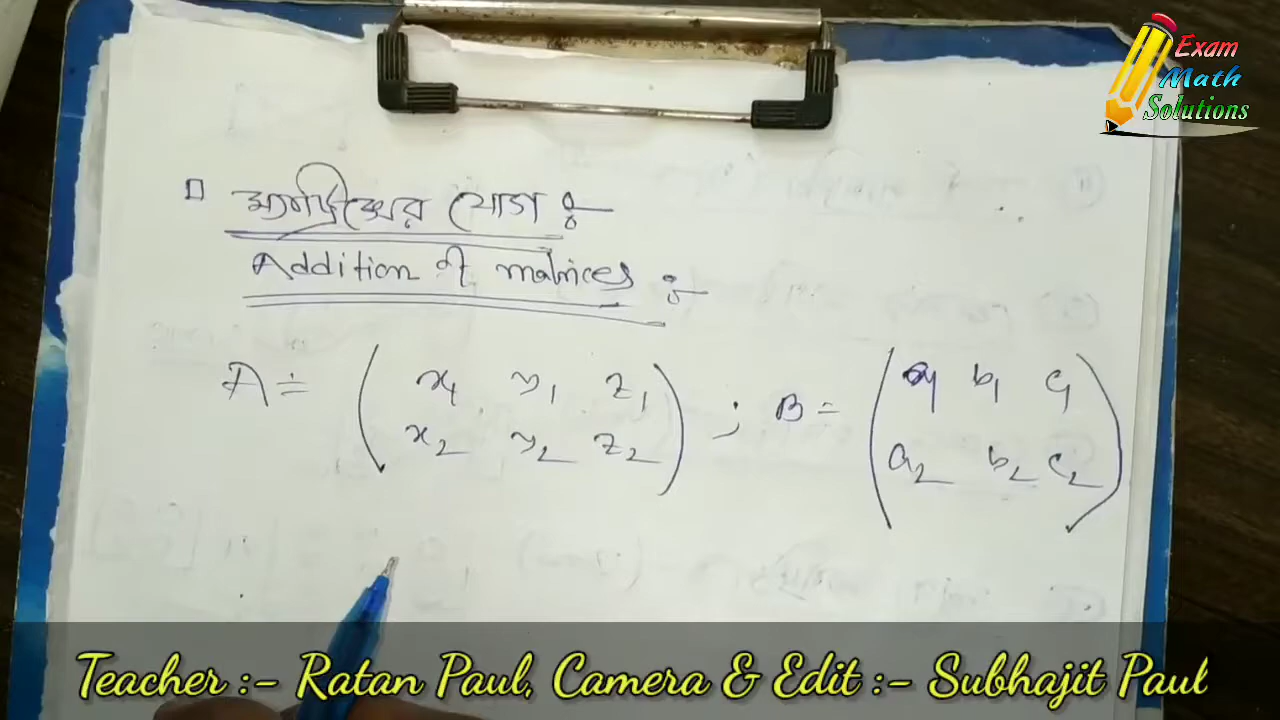 Exam
Math
Solutions
□ ম্যাট্রিক্সের যোগ :-
Addition of matrices :-
A = ( x₁ y₁ z₁ ; B = ( a₁ b₁ c₁
x₂ y₂ z₂ ) a₂ b₂ c₂ )
Teacher :- Ratan Paul, Camera & Edit :- Subhajit Paul